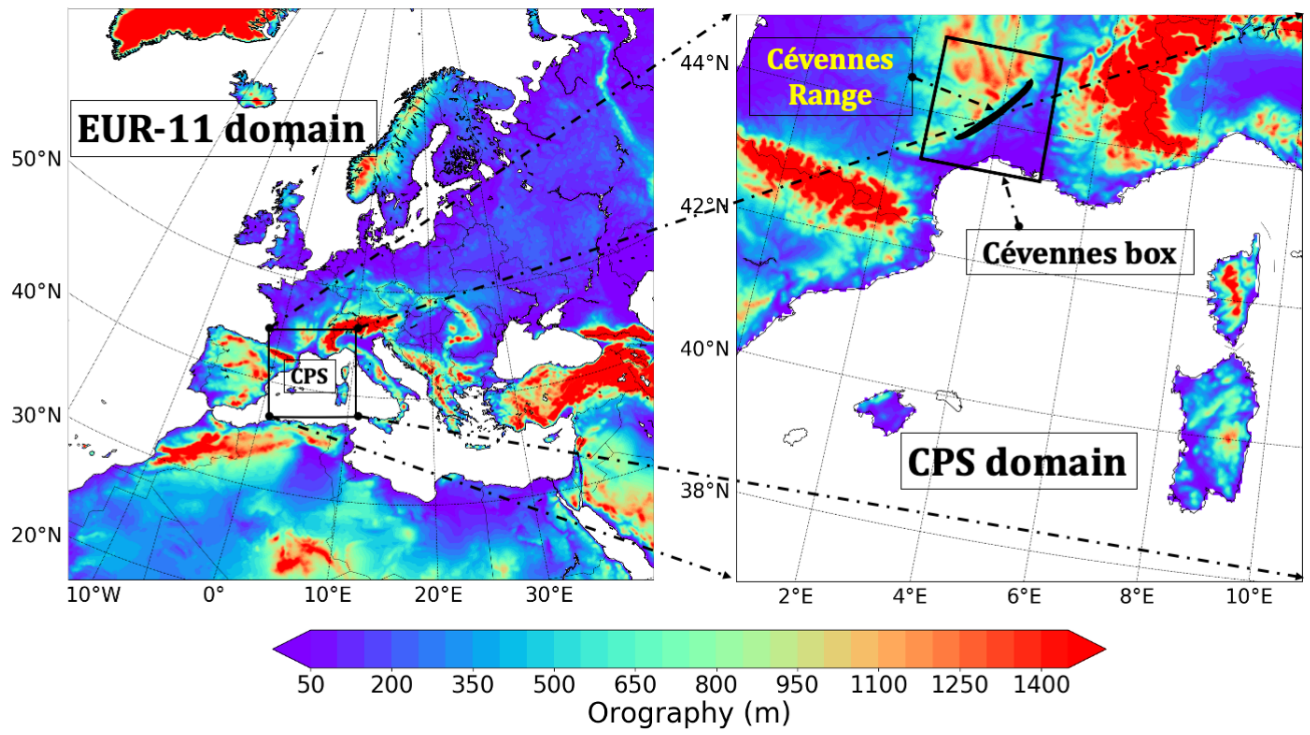 EUR-11 domain
50°N
40°N
30°N
20°N
10°W 0° 10°E 20°E 30°E
CPS
Cévennes
Range
Cévennes box
CPS domain
44°N
42°N
40°N
38°N
2°E 4°E 6°E 8°E 10°E
50 200 350 500 650 800 950 1100 1250 1400
Orography (m)